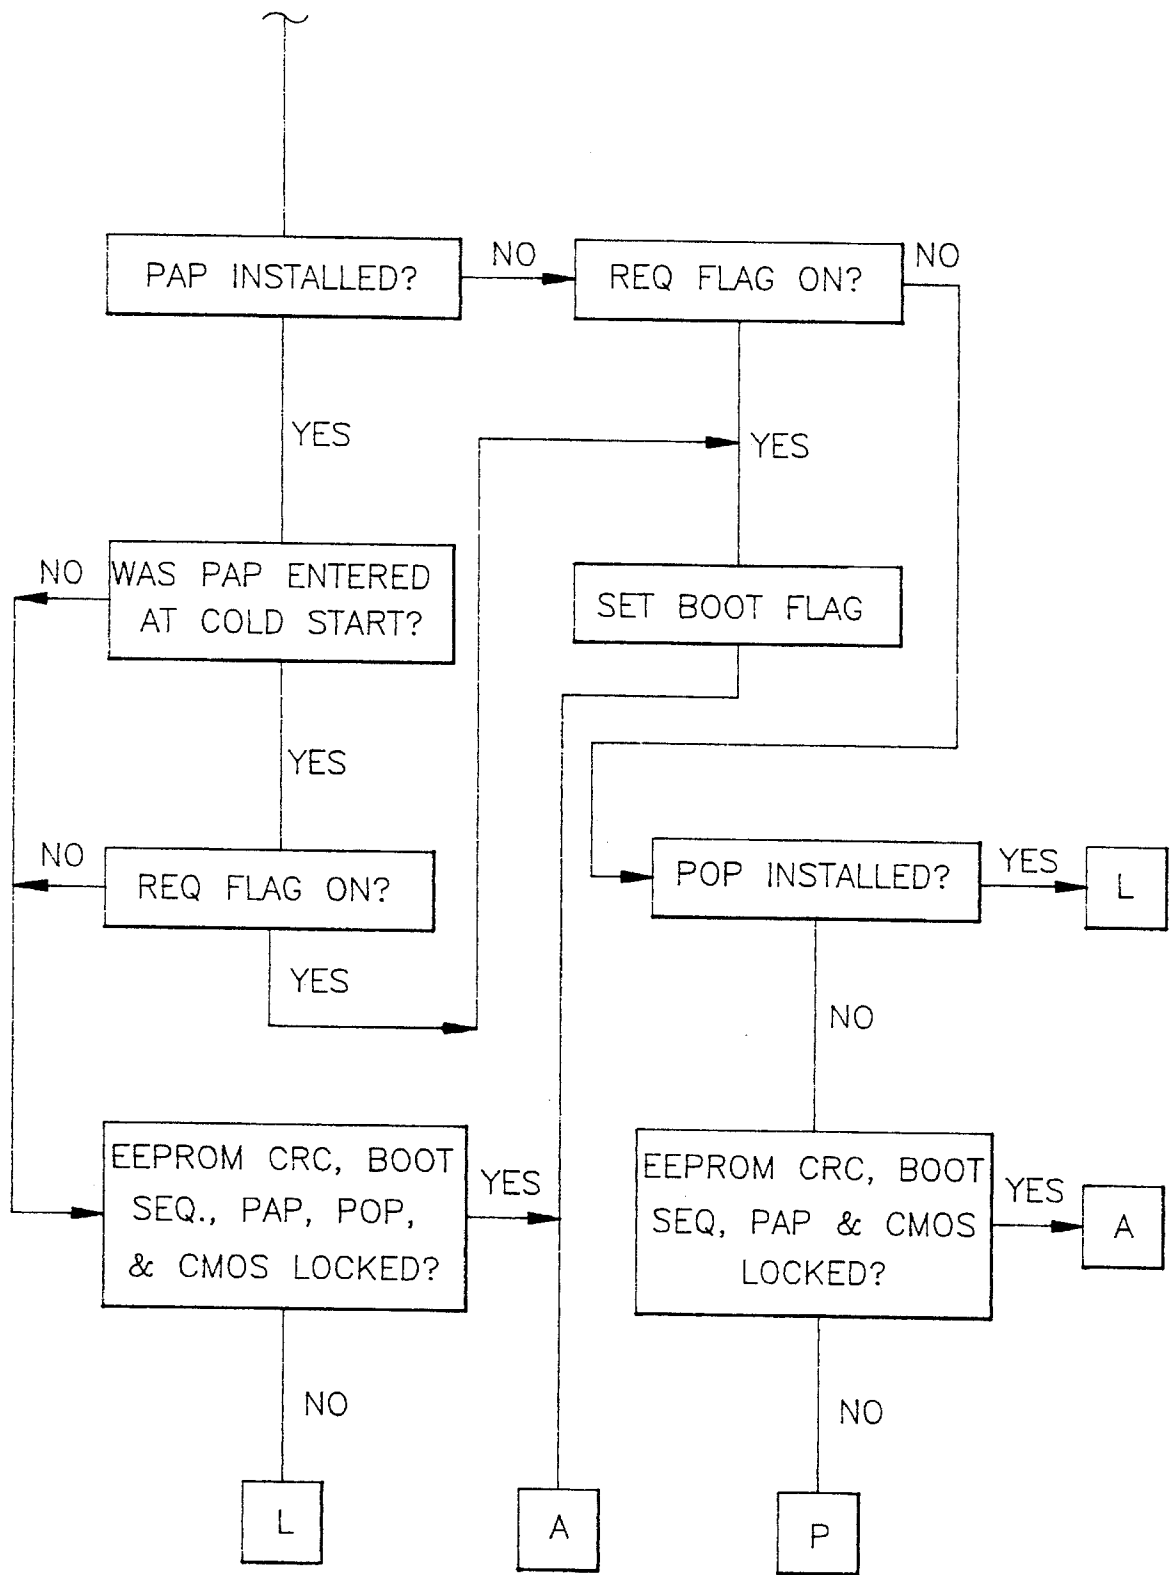 PAP INSTALLED?
NO
REQ FLAG ON?
NO
YES
YES
NO
WAS PAP ENTERED
AT COLD START?
SET BOOT FLAG
YES
NO
REQ FLAG ON?
YES
POP INSTALLED?
YES
L
NO
EEPROM CRC, BOOT
SEQ., PAP, POP,
& CMOS LOCKED?
YES
EEPROM CRC, BOOT
SEQ, PAP & CMOS
LOCKED?
YES
A
NO
NO
L
A
P